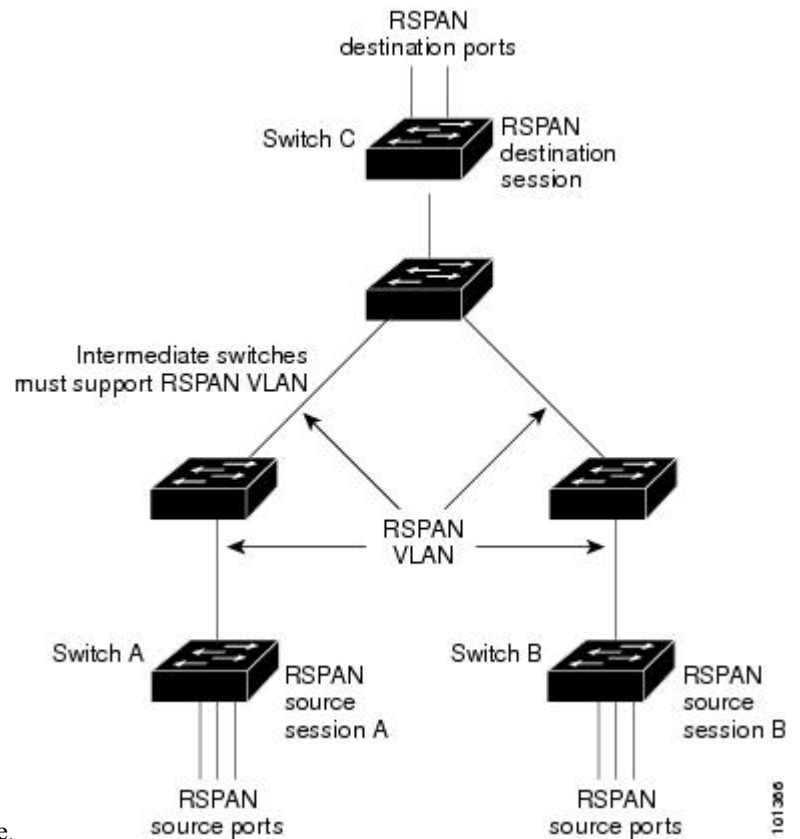 RSPAN
destination ports
Switch C
RSPAN
destination
session
Intermediate switches
must support RSPAN VLAN
RSPAN
VLAN
Switch A
RSPAN
source
session A
Switch B
RSPAN
source
session B
RSPAN
source ports
RSPAN
source ports
101366
e.